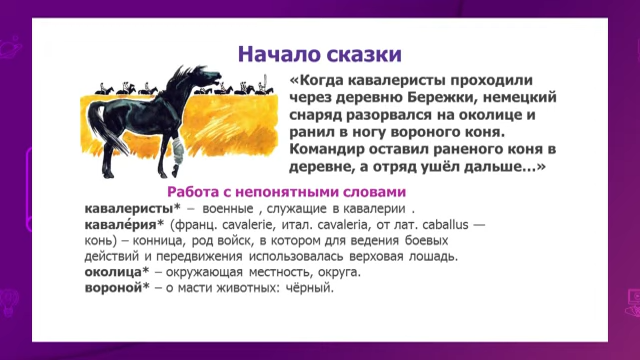 Начало сказки
«Когда кавалеристы проходили
через деревню Бережки, немецкий
снаряд разорвался на околице и
ранил в ногу вороного коня.
Командир оставил раненого коня в
деревне, а отряд ушёл дальше...»
Работа с непонятными словами
кавалеристы* – военные , служащие в кавалерии .
кавале́рия* (франц. cavalerie, итал. cavaleria, от лат. caballus —
конь) – конница, род войск, в котором для ведения боевых
действий и передвижения использовалась верховая лошадь.
околица* – окружающая местность, округа.
вороной* – о масти животных: чёрный.